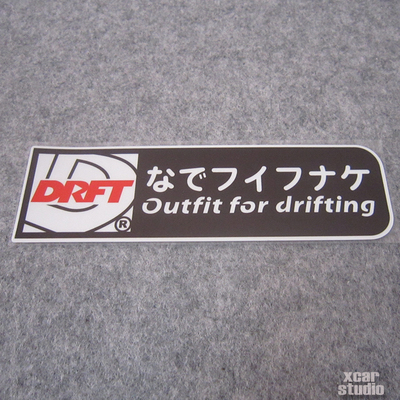 DRFT
®
なでフイフナケ
Outfit for drifting
xcar
studio